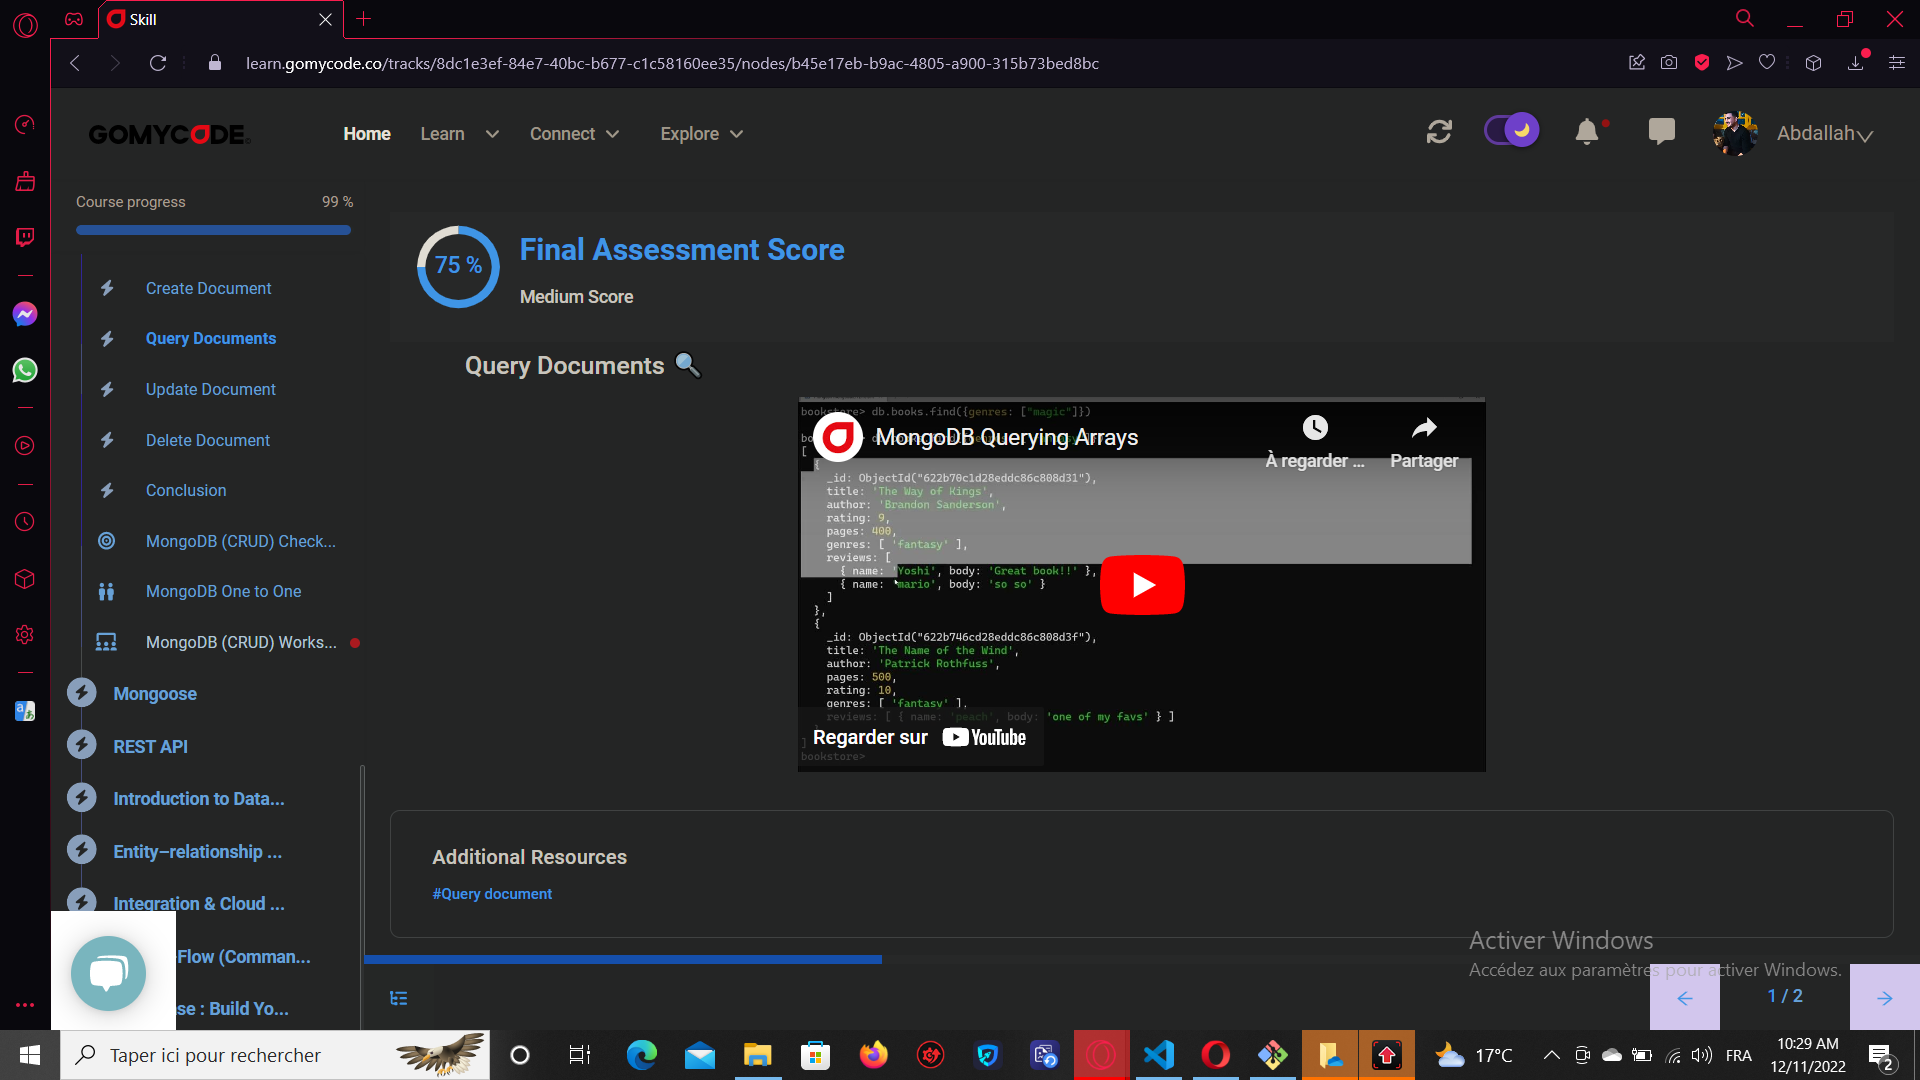 Skill
learn.gomycode.co/tracks/8dc1e3ef-84e7-40bc-b677-c1c58160ee35/nodes/b45e17eb-b9ac-4805-a900-315b73bed8bc
GOMYCODE
Home
Learn
Connect
Explore
Abdallah
Course progress
99 %
Create Document
Query Documents
Update Document
Delete Document
Conclusion
MongoDB (CRUD) Check...
MongoDB One to One
MongoDB (CRUD) Works...
Mongoose
REST API
Introduction to Data...
Entity–relationship ...
Integration & Cloud ...
-Flow (Comman...
se : Build Yo...
75 %
Final Assessment Score
Medium Score
Query Documents
bookstore> db.books.find({genres: ["magic"]})
MongoDB Querying Arrays
À regarder ...
Partager
[
{
_id: ObjectId("622b70c1d28eddc86c808d31"),
title: 'The Way of Kings',
author: 'Brandon Sanderson',
rating: 9,
pages: 400,
genres: [ 'fantasy' ],
reviews: [
{ name: 'Yoshi', body: 'Great book!!' },
{ name: 'mario', body: 'so so' }
]
},
{
_id: ObjectId("622b746cd28eddc86c808d3f"),
title: 'The Name of the Wind',
author: 'Patrick Rothfuss',
pages: 500,
rating: 10,
genres: [ 'fantasy' ],
reviews: [ { name: 'peach', body: 'one of my favs' } ]
]
Regarder sur YouTube
bookstore>
Additional Resources
#Query document
Activer Windows
Accédez aux paramètres pour activer Windows.
1 / 2
Taper ici pour rechercher
17°C
FRA
10:29 AM
12/11/2022
2